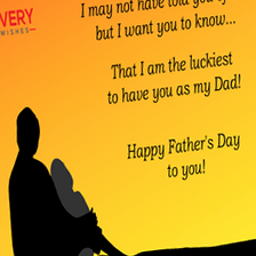 VERY
WISHES
I may not have told you
but I want you to know...
That I am the luckiest
to have you as my Dad!
Happy Father's Day
to you!